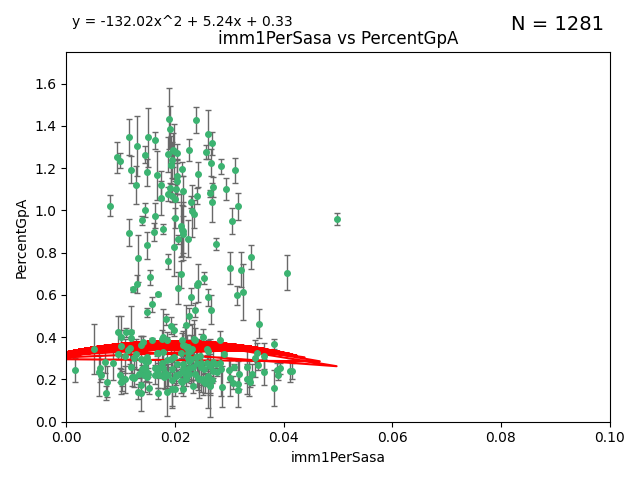 y = -132.02x^2 + 5.24x + 0.33
N = 1281
imm1PerSasa vs PercentGpA
PercentGpA
1.6
1.4
1.2
1.0
0.8
0.6
0.4
0.2
0.0
0.00 0.02 0.04 0.06 0.08 0.10
imm1PerSasa